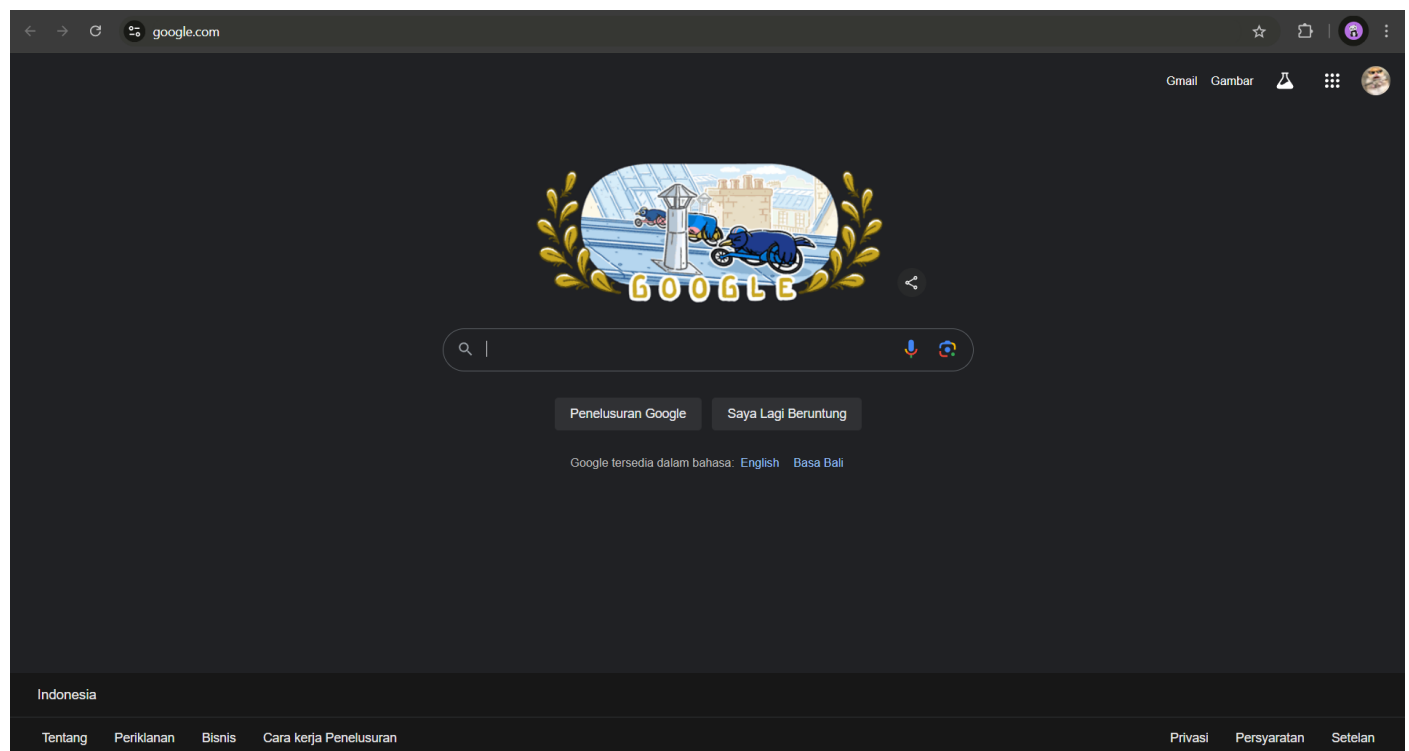 google.com
Gmail Gambar
GOOGLE
Penelusuran Google Saya Lagi Beruntung
Google tersedia dalam bahasa: English Basa Bali
Indonesia
Tentang Periklanan Bisnis Cara kerja Penelusuran Privasi Persyaratan Setelan